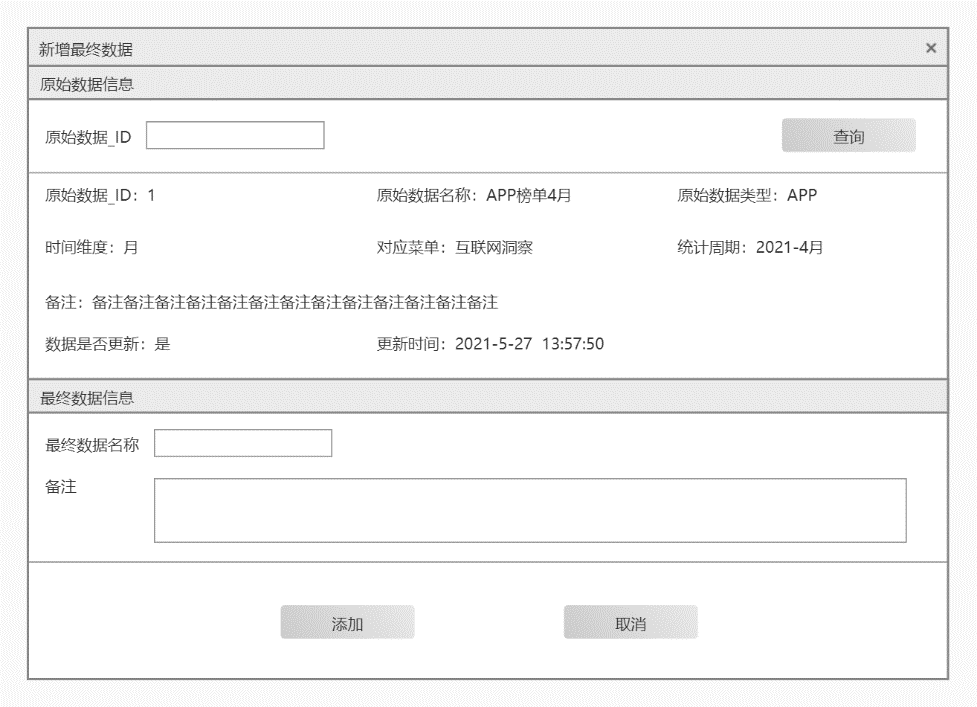 新增最终数据 ×
原始数据信息
原始数据_ID 查询
原始数据_ID：1 原始数据名称：APP榜单4月 原始数据类型：APP
时间维度：月 对应菜单：互联网洞察 统计周期：2021-4月
备注：备注备注备注备注备注备注备注备注备注备注备注备注备注
数据是否更新：是 更新时间：2021-5-27 13:57:50
最终数据信息
最终数据名称
备注
添加 取消